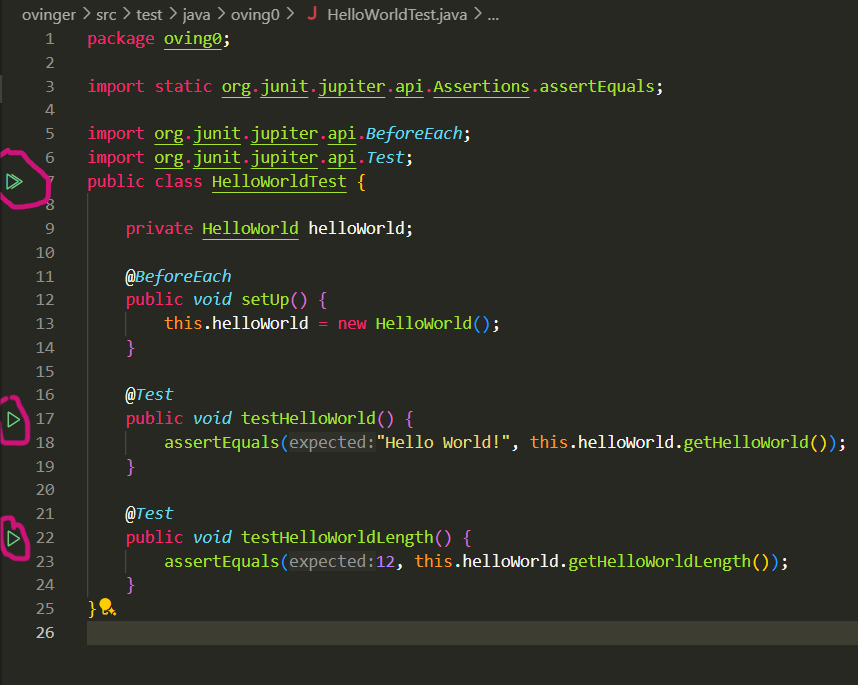 ovinger > src > test > java > oving0 > J HelloWorldTest.java > ...
1 package oving0;
2
3 import static org.junit.jupiter.api.Assertions.assertEquals;
4
5 import org.junit.jupiter.api.BeforeEach;
6 import org.junit.jupiter.api.Test;
7 public class HelloWorldTest {
8
9 private HelloWorld helloWorld;
10
11 @BeforeEach
12 public void setUp() {
13 this.helloWorld = new HelloWorld();
14 }
15
16 @Test
17 public void testHelloWorld() {
18 assertEquals(expected:"Hello World!", this.helloWorld.getHelloWorld());
19 }
20
21 @Test
22 public void testHelloWorldLength() {
23 assertEquals(expected:12, this.helloWorld.getHelloWorldLength());
24 }
25 }
26